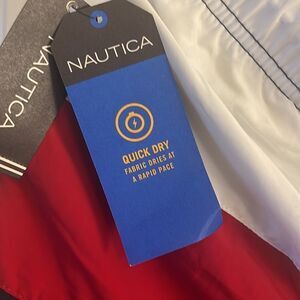 NAUTICA
NAUTICA
QUICK DRY
FABRIC DRIES AT
A RAPID PACE